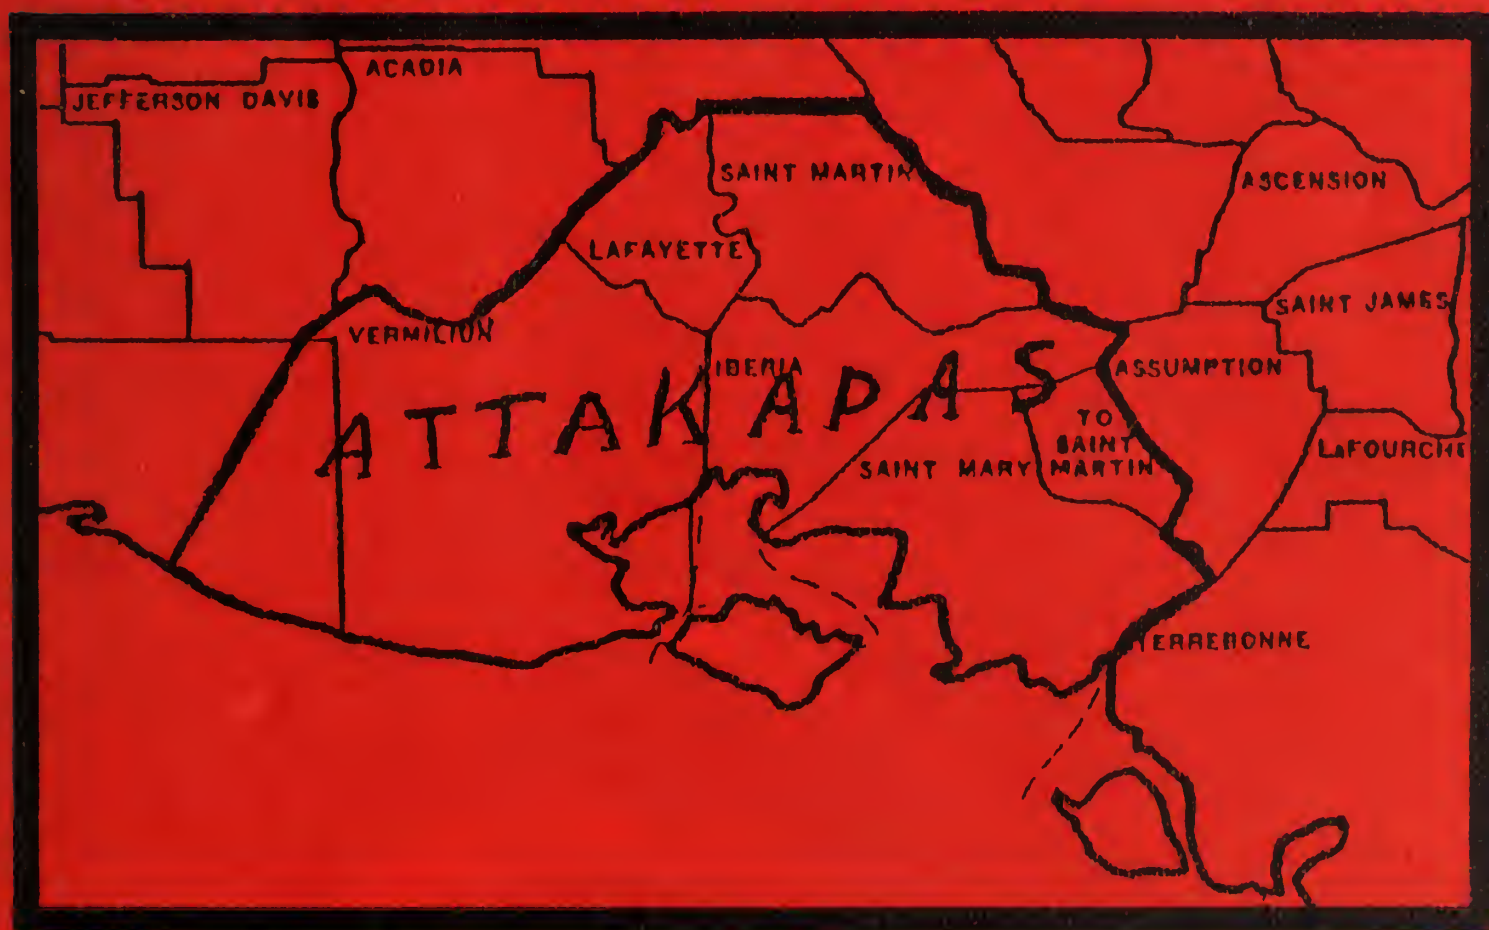 ACADIA
JEFFERSON DAVIS
SAINT MARTIN
ASCENSION
LAFAYETTE
SAINT JAMES
VERMILION
IBERIA
ASSUMPTION
ATTAKAPAS
TO
SAINT
MARTIN
SAINT MARY
LAFOURCHE
TERREBONNE